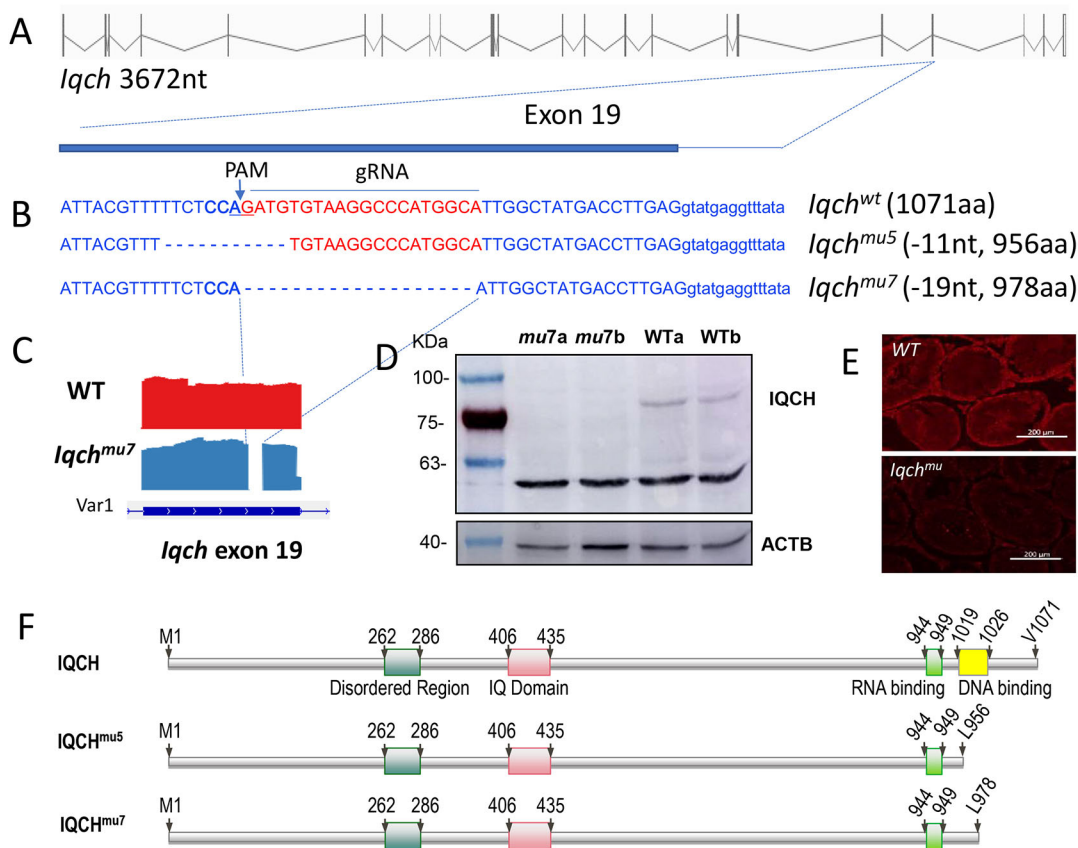 A
Iqch 3672nt
Exon 19
PAM
gRNA
B
ATTACGTTTTTCTCCAGATGTGTAAGGCCCATGGCATTGGCTATGACCTTGAGgtatgaggtttata Iqchwt (1071aa)
ATTACGTTT - - - - - - - - - - - TGTAAGGCCCATGGCATTGGCTATGACCTTGAGgtatgaggtttata Iqchmu5 (-11nt, 956aa)
ATTACGTTTTTCTCCA - - - - - - - - - - - - - - - - - - - ATTGGCTATGACCTTGAGgtatgaggtttata Iqchmu7 (-19nt, 978aa)
C
WT
Iqchmu7
Var1
Iqch exon 19
D
KDa
mu7a mu7b WTa WTb
100-
75-
63-
40-
IQCH
ACTB
E
WT
200 µm
Iqchmu
200 µm
F
IQCH
M1 262 286 406 435 944 949 1019 1026 V1071
Disordered Region IQ Domain RNA binding DNA binding
IQCHmu5
M1 262 286 406 435 944 949 L956
IQCHmu7
M1 262 286 406 435 944 949 L978